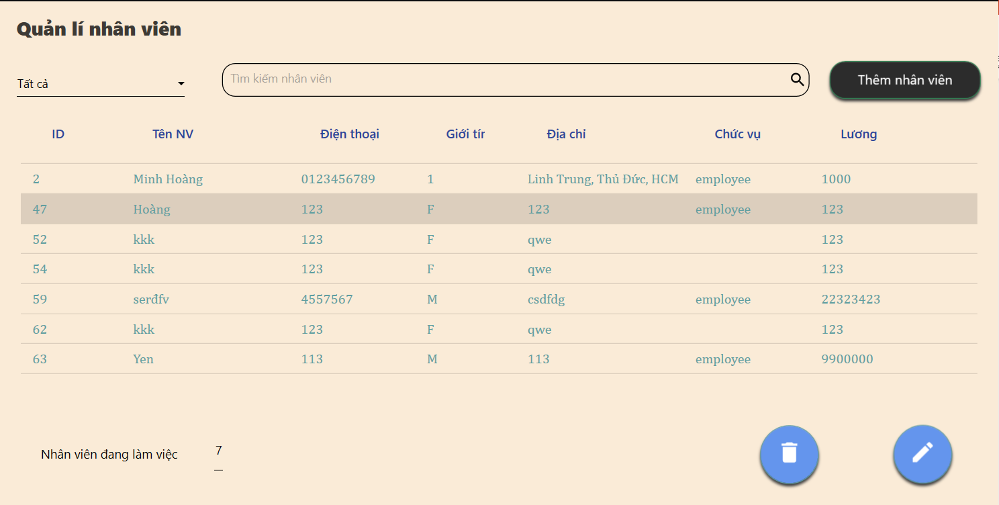 Quản lí nhân viên
Tất cả Tìm kiếm nhân viên Thêm nhân viên
ID Tên NV Điện thoại Giới tír Địa chỉ Chức vụ Lương
2 Minh Hoàng 0123456789 1 Linh Trung, Thủ Đức, HCM employee 1000
47 Hoàng 123 F 123 employee 123
52 kkk 123 F qwe 123
54 kkk 123 F qwe 123
59 serđfv 4557567 M csdfdg employee 22323423
62 kkk 123 F qwe 123
63 Yen 113 M 113 employee 9900000
Nhân viên đang làm việc 7